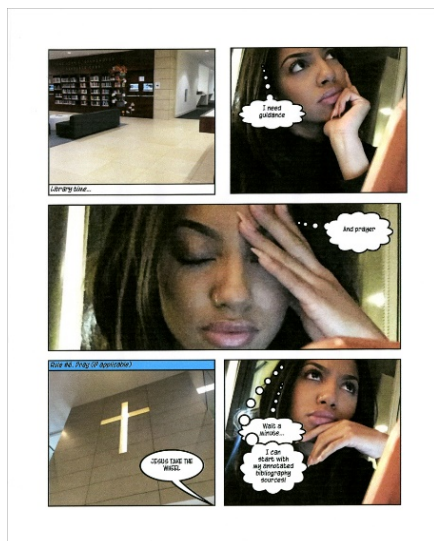 Library time...
I need
guidance
And prayer
Rule #6. Pray (if applicable)
JESUS TAKE THE
WHEEL
Wait a
minute...
I can
start with
my annotated
bibliography
sources!